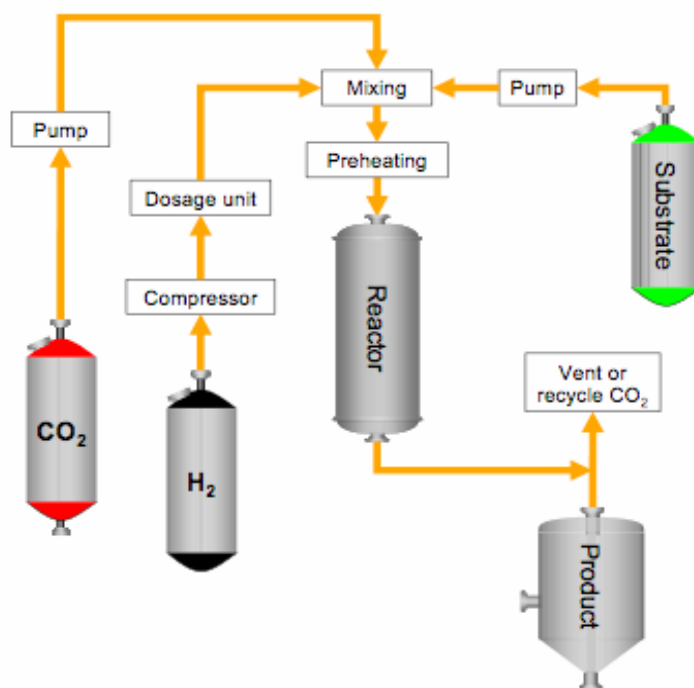 Mixing
Pump
Pump
Preheating
Substrate
Dosage unit
Reactor
Compressor
Vent or
recycle CO₂
CO₂
H₂
Product